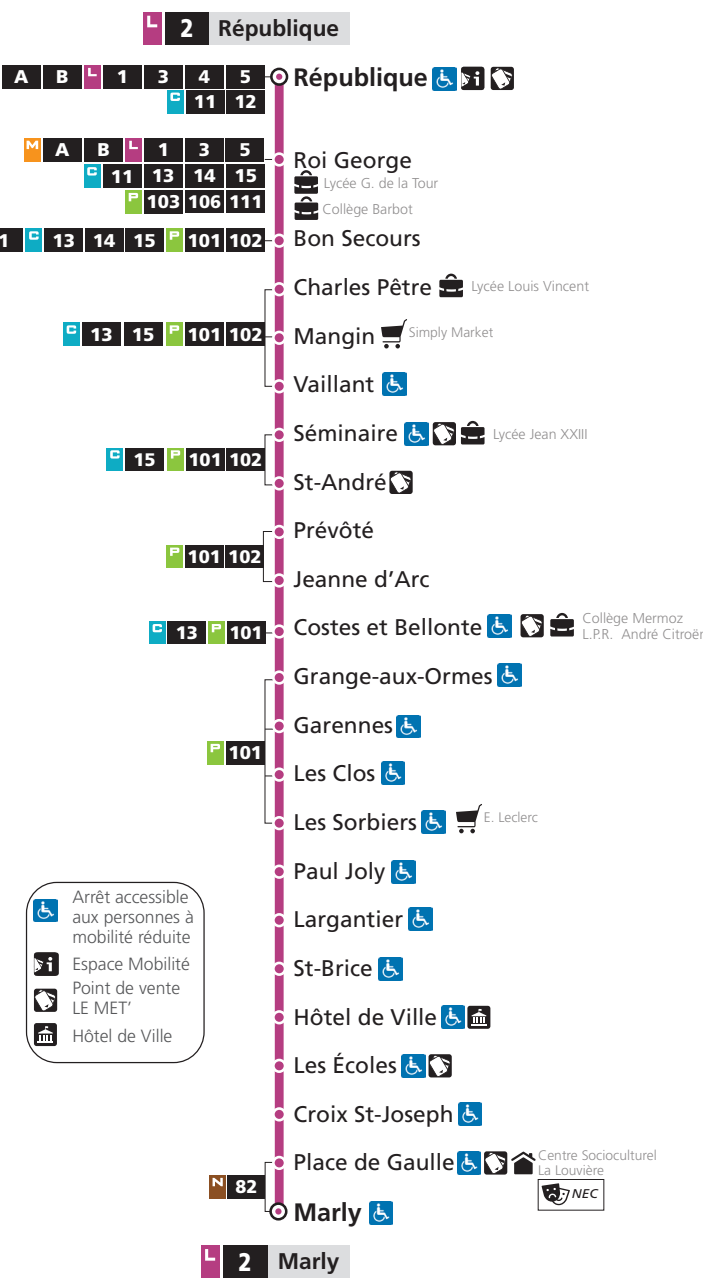 L 2 République
A B L 1 3 4 5 République
C 11 12
M A B L 1 3 5 Roi George
C 11 13 14 15 Lycée G. de la Tour
P 103 106 111 Collège Barbot
1 C 13 14 15 P 101 102 Bon Secours
Charles Pêtre Lycée Louis Vincent
C 13 15 P 101 102 Mangin Simply Market
Vaillant
Séminaire Lycée Jean XXIII
C 15 P 101 102
St-André
Prévôté
P 101 102
Jeanne d’Arc
C 13 P 101 Costes et Bellonte Collège Mermoz
L.P.R. André Citroën
Grange-aux-Ormes
Garennes
P 101
Les Clos
Les Sorbiers E. Leclerc
Paul Joly
Largantier
St-Brice
Hôtel de Ville
Les Écoles
Croix St-Joseph
Place de Gaulle Centre Socioculturel
La Louvière
N 82
NEC
Marly
L 2 Marly
Arrêt accessible
aux personnes à
mobilité réduite
Espace Mobilité
Point de vente
LE MET’
Hôtel de Ville